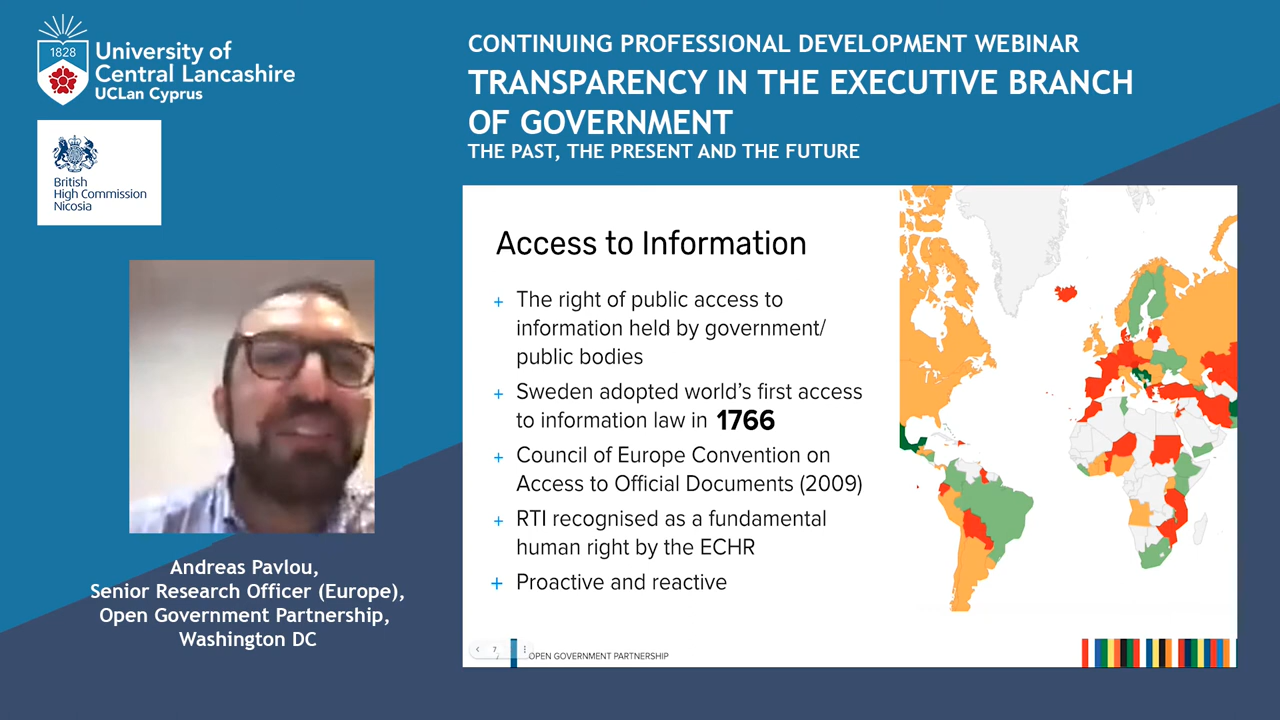 1828
University of
Central Lancashire
UCLan Cyprus
British
High Commission
Nicosia
CONTINUING PROFESSIONAL DEVELOPMENT WEBINAR
TRANSPARENCY IN THE EXECUTIVE BRANCH
OF GOVERNMENT
THE PAST, THE PRESENT AND THE FUTURE
Access to Information
+ The right of public access to
information held by government/
public bodies
+ Sweden adopted world's first access
to information law in 1766
+ Council of Europe Convention on
Access to Official Documents (2009)
+ RTI recognised as a fundamental
human right by the ECHR
+ Proactive and reactive
7
OPEN GOVERNMENT PARTNERSHIP
Andreas Pavlou,
Senior Research Officer (Europe),
Open Government Partnership,
Washington DC